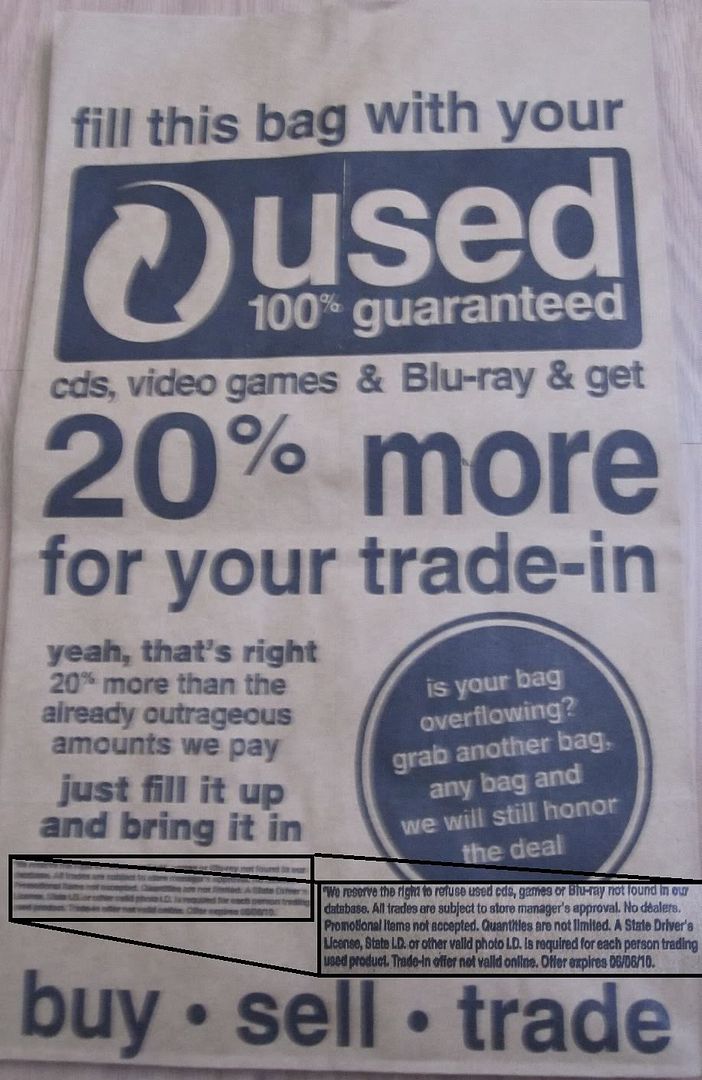 fill this bag with your
used
100% guaranteed
cds, video games & Blu-ray & get
20% more
for your trade-in
yeah, that's right
20% more than the
already outrageous
amounts we pay
just fill it up
and bring it in
is your bag
overflowing?
grab another bag,
any bag and
we will still honor
the deal
*We reserve the right to refuse used cds, games or Blu-ray not found in our
database. All trades are subject to store manager's approval. No dealers.
Promotional items not accepted. Quantities are not limited. A State Driver's
License, State I.D. or other valid photo I.D. is required for each person trading
used product. Trade-in offer not valid online. Offer expires 06/06/10.
buy • sell • trade